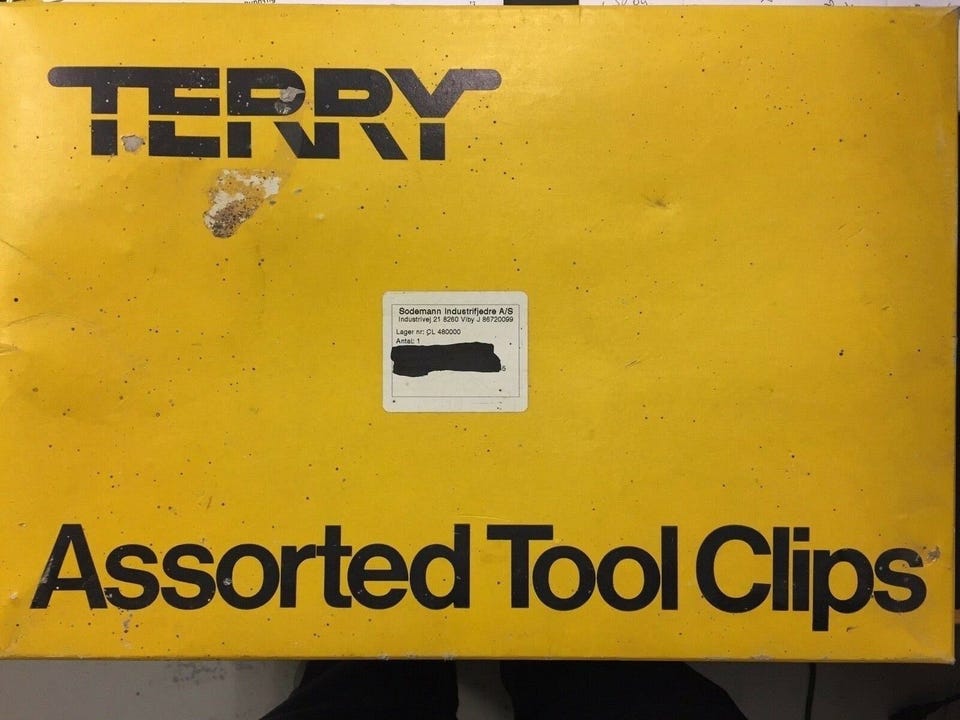 TERRY
Sodemann Industrifjedre A/S
Industrivej 21 8260 Viby J 86720099
Lager nr: CL 480000
Antal: 1
Assorted Tool Clips